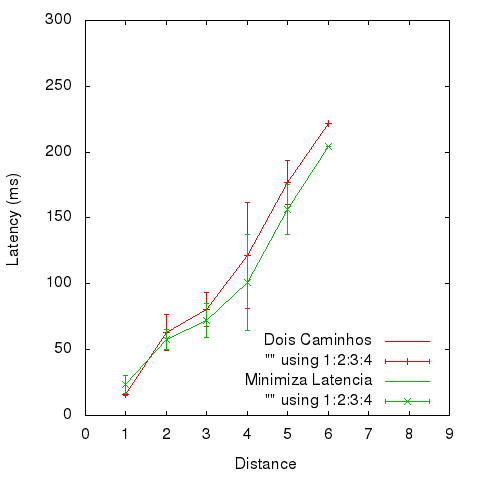 300
250
200
150
100
50
0
Latency (ms)
Dois Caminhos
"" using 1:2:3:4
Minimiza Latencia
"" using 1:2:3:4
0 1 2 3 4 5 6 7 8 9
Distance